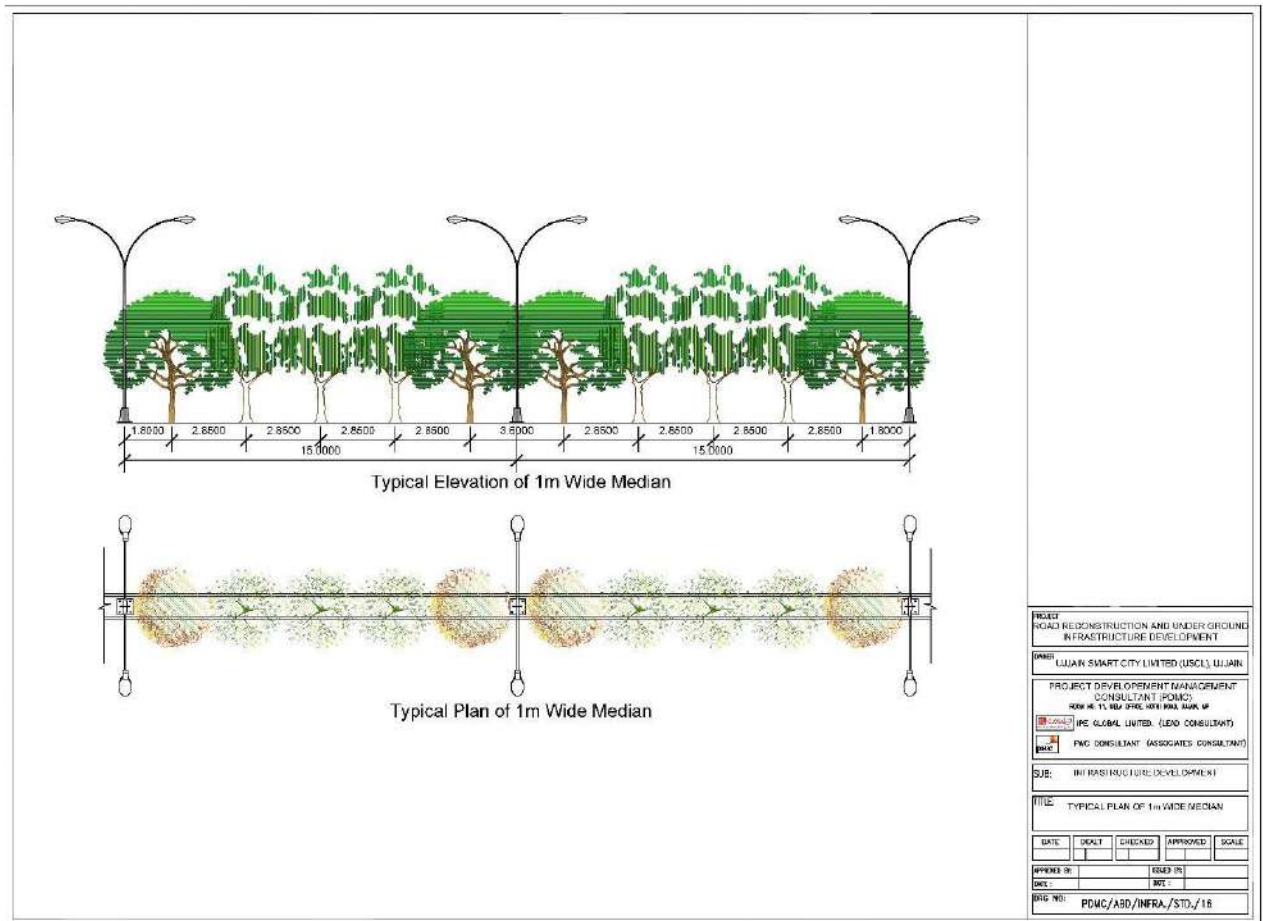 1.8000 2.8500 2.8500 2.8500 2.8500 3.6000 2.8500 2.8500 2.8500 2.8500 1.8000
15.0000 15.0000
Typical Elevation of 1m Wide Median
Typical Plan of 1m Wide Median
PROJECT
ROAD RECONSTRUCTION AND UNDER GROUND
INFRASTRUCTURE DEVELOPMENT
OWNER
UJJAIN SMART CITY LIMITED (USCL), UJJAIN
PROJECT DEVELOPEMENT MANAGEMENT
CONSULTANT (PDMC)
IPE GLOBAL LIMITED. (LEAD CONSULTANT)
pwc PWC CONSULTANT (ASSOCIATES CONSULTANT)
SUB: INFRASTRUCTURE DEVELOPMENT
TITLE:
TYPICAL PLAN OF 1m WIDE MEDIAN
DATE DEALT CHECKED APPROVED SCALE
APPROVED BY: ISSUED BY:
DATE : DATE :
DRG NO: PDMC/ABD/INFRA./STD./16